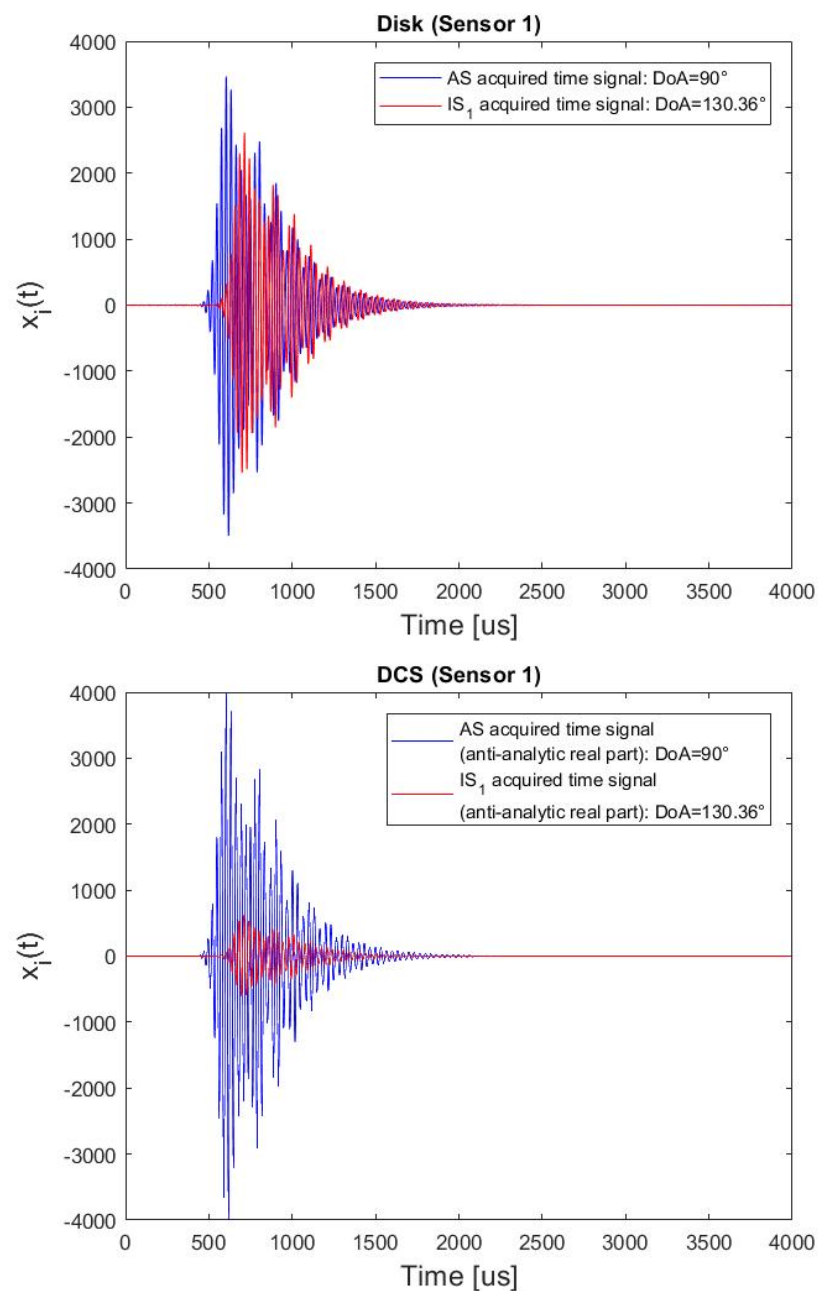 Disk (Sensor 1)
4000
3000
2000
1000
0
-1000
-2000
-3000
-4000
x_i(t)
AS acquired time signal: DoA=90°
IS_1 acquired time signal: DoA=130.36°
0 500 1000 1500 2000 2500 3000 3500 4000
Time [us]
DCS (Sensor 1)
4000
3000
2000
1000
0
-1000
-2000
-3000
-4000
x_i(t)
AS acquired time signal
(anti-analytic real part): DoA=90°
IS_1 acquired time signal
(anti-analytic real part): DoA=130.36°
0 500 1000 1500 2000 2500 3000 3500 4000
Time [us]